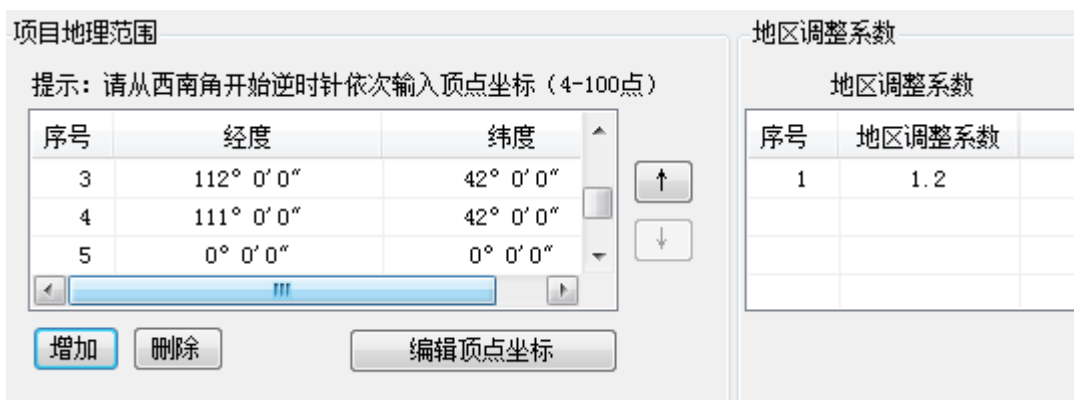 项目地理范围
提示：请从西南角开始逆时针依次输入顶点坐标（4-100点）
序号 经度 纬度
3 112° 0′0″ 42° 0′0″
4 111° 0′0″ 42° 0′0″
5 0° 0′0″ 0° 0′0″
↑
↓
增加 删除 编辑顶点坐标
地区调整系数
地区调整系数
序号 地区调整系数
1 1.2